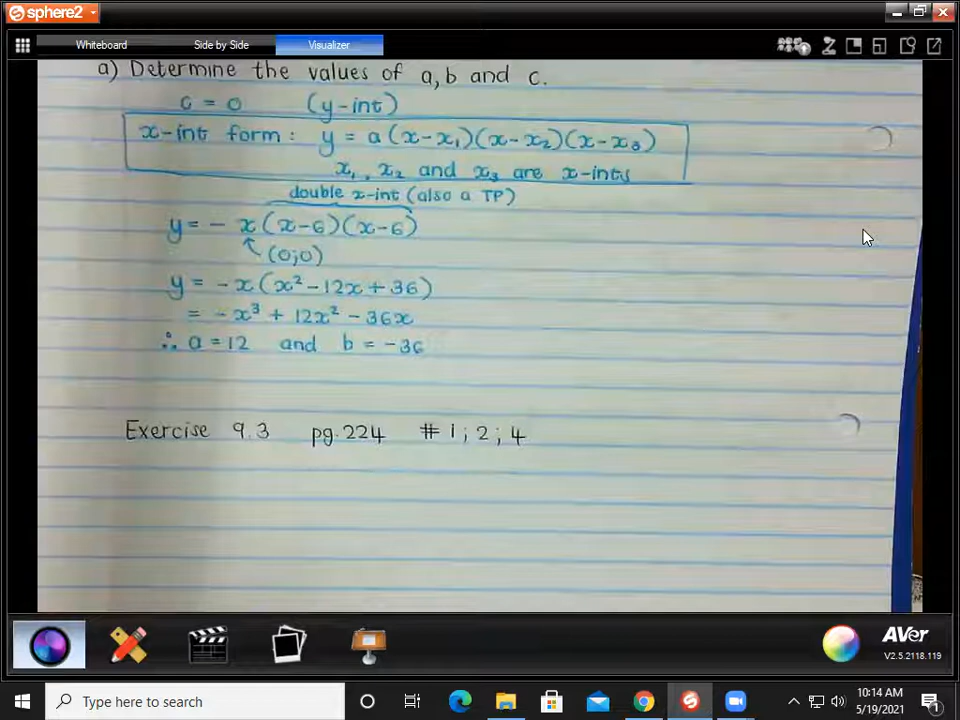 sphere2
Whiteboard Side by Side Visualizer
a) Determine the values of a, b and c.
c = 0 (y-int)
x-int form: y = a(x-x₁)(x-x₂)(x-x₃)
x₁, x₂ and x₃ are x-ints
double x-int (also a TP)
y = - x(x-6)(x-6)
(0;0)
y = -x(x² -12x + 36)
= -x³ + 12x² - 36x
∴ a = 12 and b = -36
Exercise 9.3 pg.224 # 1; 2; 4
AVer
V2.5.2118.119
Type here to search
10:14 AM
5/19/2021
1